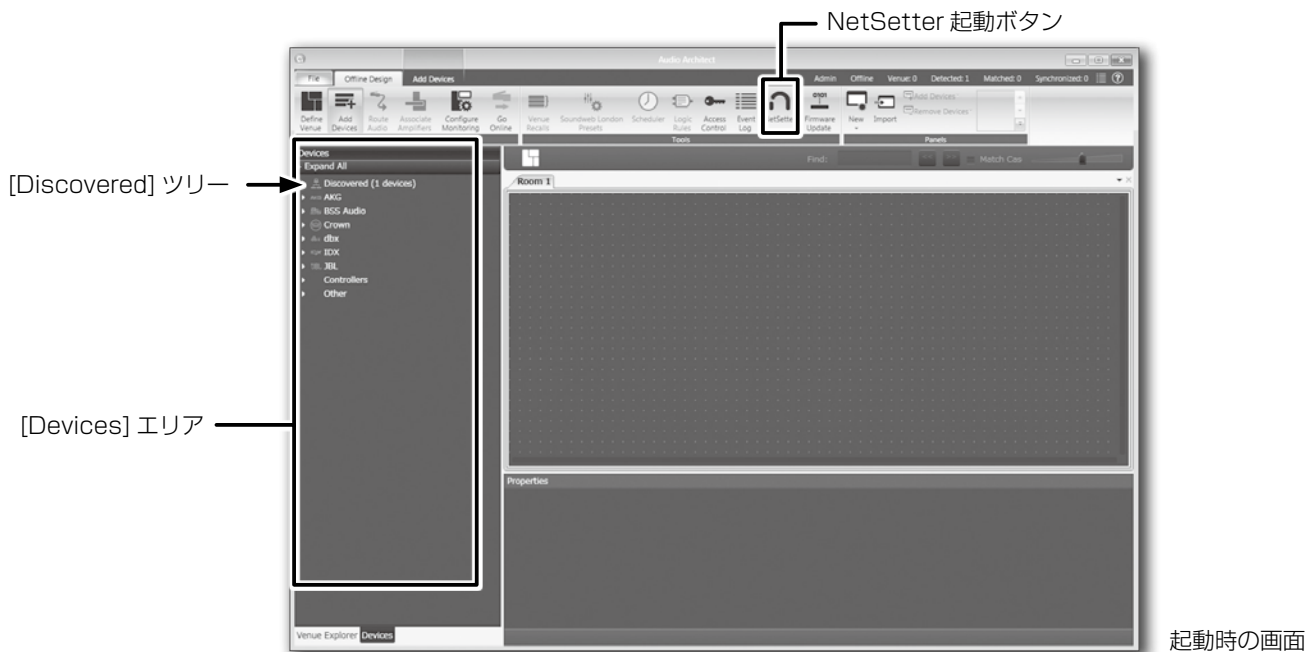 NetSetter 起動ボタン
Audio Architect
File Offline Design Add Devices Admin Offline Venue: 0 Detected: 1 Matched: 0 Synchronized: 0
Define Venue
Add Devices
Route Audio
Associate Amplifiers
Configure Monitoring
Go Online
Venue Recalls
Soundweb London Presets
Scheduler
Logic Rules
Access Control
Event Log
NetSette
Firmware Update
New
Import
Add Devices
Remove Devices
Tools
Panels
Devices
Expand All
Find:
Match Cas
[Discovered] ツリー
Discovered (1 devices)
AKG
BSS Audio
Crown
dbx
IDX
JBL
Controllers
Other
Room 1
[Devices] エリア
Properties
Venue Explorer Devices
起動時の画面